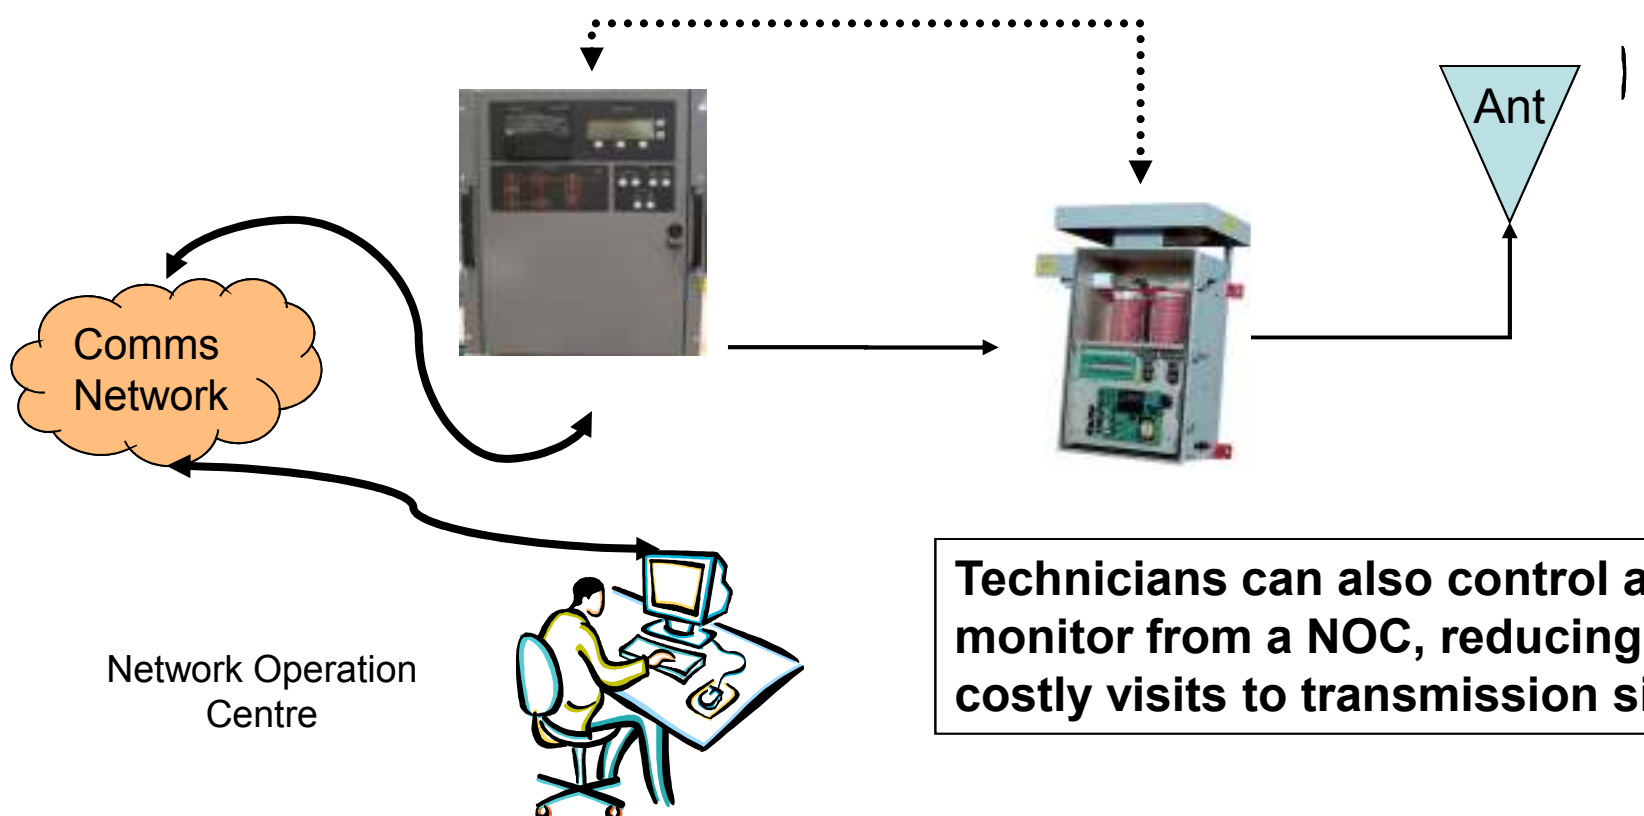 Ant
Comms
Network
Network Operation
Centre
Technicians can also control a
monitor from a NOC, reducing
costly visits to transmission si